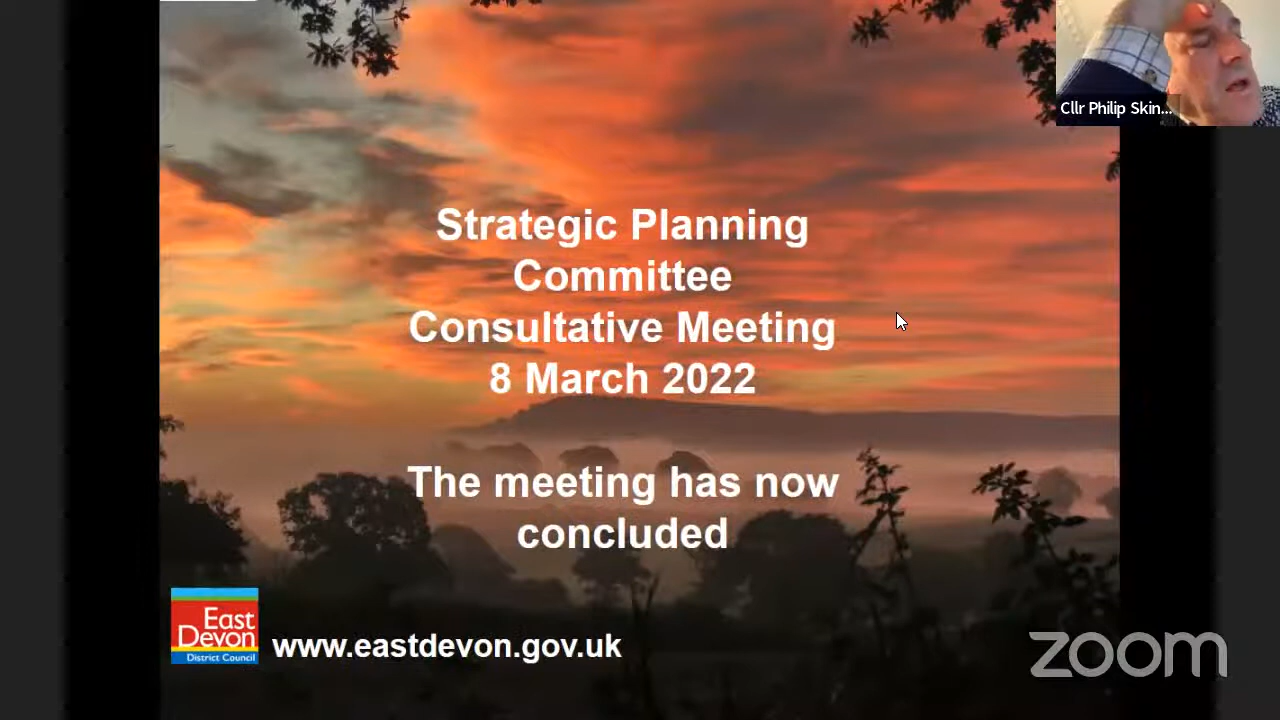 Cllr Philip Skin...
Strategic Planning
Committee
Consultative Meeting
8 March 2022
The meeting has now
concluded
East
Devon
District Council
www.eastdevon.gov.uk
zoom